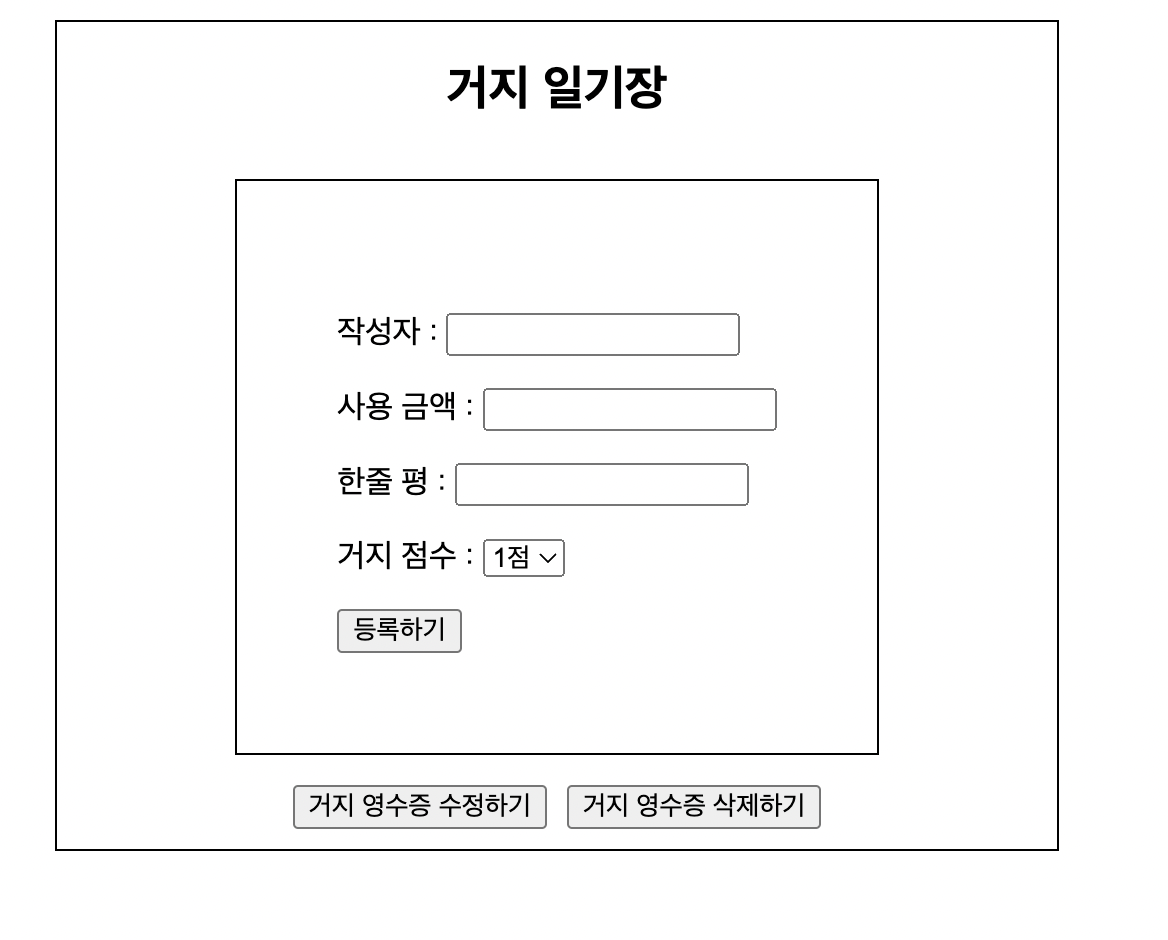 거지 일기장
작성자 :
사용 금액 :
한줄 평 :
거지 점수 : 1점
등록하기
거지 영수증 수정하기 거지 영수증 삭제하기